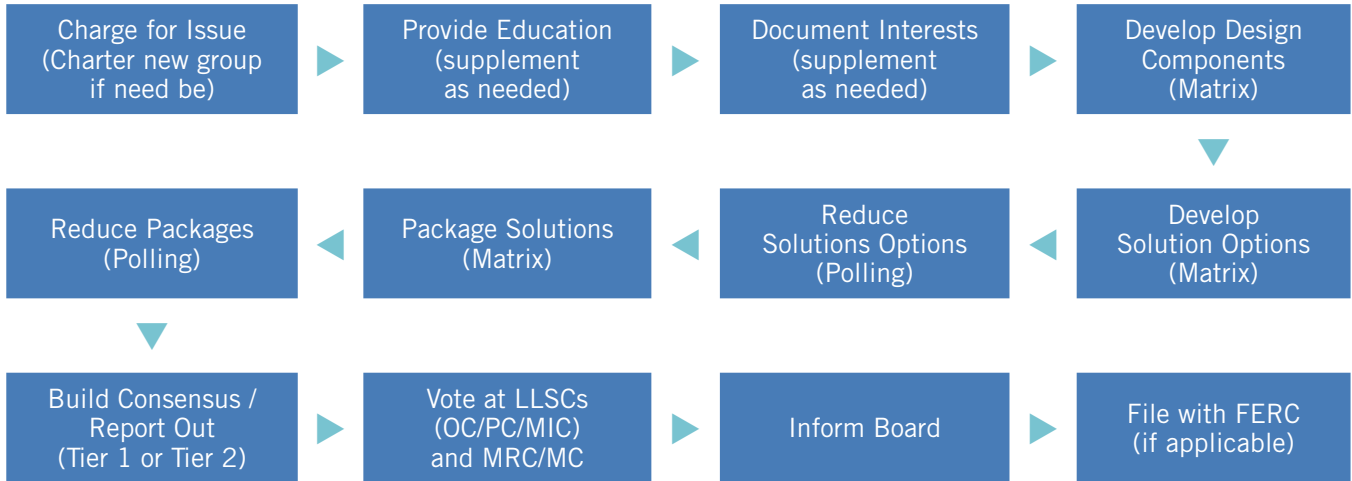 Charge for Issue
(Charter new group
if need be)
Provide Education
(supplement
as needed)
Document Interests
(supplement
as needed)
Develop Design
Components
(Matrix)
Develop
Solution Options
(Matrix)
Reduce
Solutions Options
(Polling)
Package Solutions
(Matrix)
Reduce Packages
(Polling)
Build Consensus /
Report Out
(Tier 1 or Tier 2)
Vote at LLSCs
(OC/PC/MIC)
and MRC/MC
Inform Board
File with FERC
(if applicable)